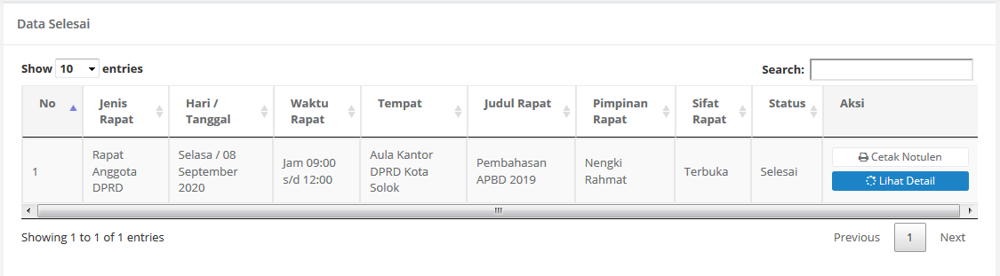 Data Selesai
Show 10 entries
Search:
No
Jenis
Rapat
Hari /
Tanggal
Waktu
Rapat
Tempat
Judul Rapat
Pimpinan
Rapat
Sifat
Rapat
Status
Aksi
1
Rapat
Anggota
DPRD
Selasa / 08
September
2020
Jam 09:00
s/d 12:00
Aula Kantor
DPRD Kota
Solok
Pembahasan
APBD 2019
Nengki
Rahmat
Terbuka
Selesai
Cetak Notulen
Lihat Detail
Showing 1 to 1 of 1 entries
Previous 1 Next